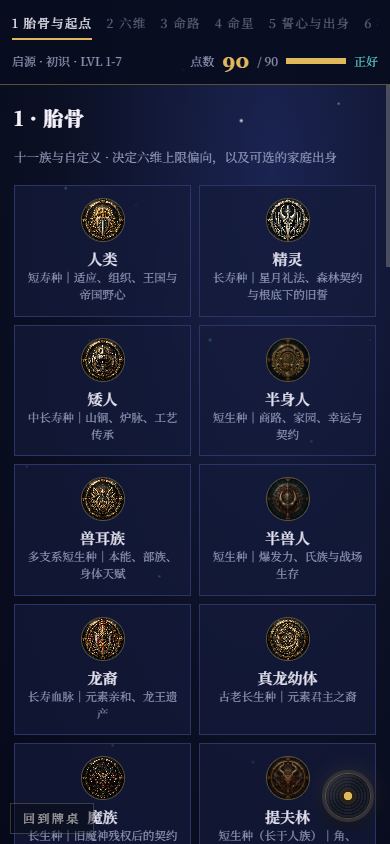 1 胎骨与起点 2 六维 3 命路 4 命星 5 誓心与出身 6
启源 · 初识 · LVL 1-7 点数 90 / 90 正好
1 · 胎骨
十一族与自定义 · 决定六维上限偏向，以及可选的家庭出身
人类
短寿种｜适应、组织、王国与
帝国野心
精灵
长寿种｜星月礼法、森林契约
与根底下的旧誓
矮人
中长寿种｜山铜、炉脉、工艺
传承
半身人
短生种｜商路、家园、幸运与
契约
兽耳族
多支系短生种｜本能、部族、
身体天赋
半兽人
短生种｜爆发力、氏族与战场
生存
龙裔
长寿血脉｜元素亲和、龙王遗
产
真龙幼体
古老长生种｜元素君主之裔
魔族
长生种｜旧魔神残权后的契约
提夫林
短生种（长于人族）｜角、
回到牌桌